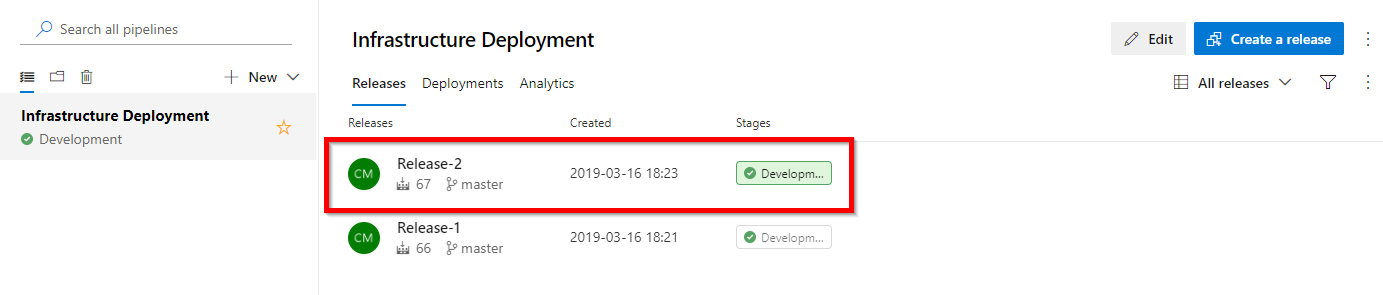 Search all pipelines
New
Infrastructure Deployment
Development
Infrastructure Deployment
Edit
Create a release
Releases Deployments Analytics
All releases
Releases Created Stages
CM Release-2 2019-03-16 18:23 Developm...
67 master
CM Release-1 2019-03-16 18:21 Developm...
66 master